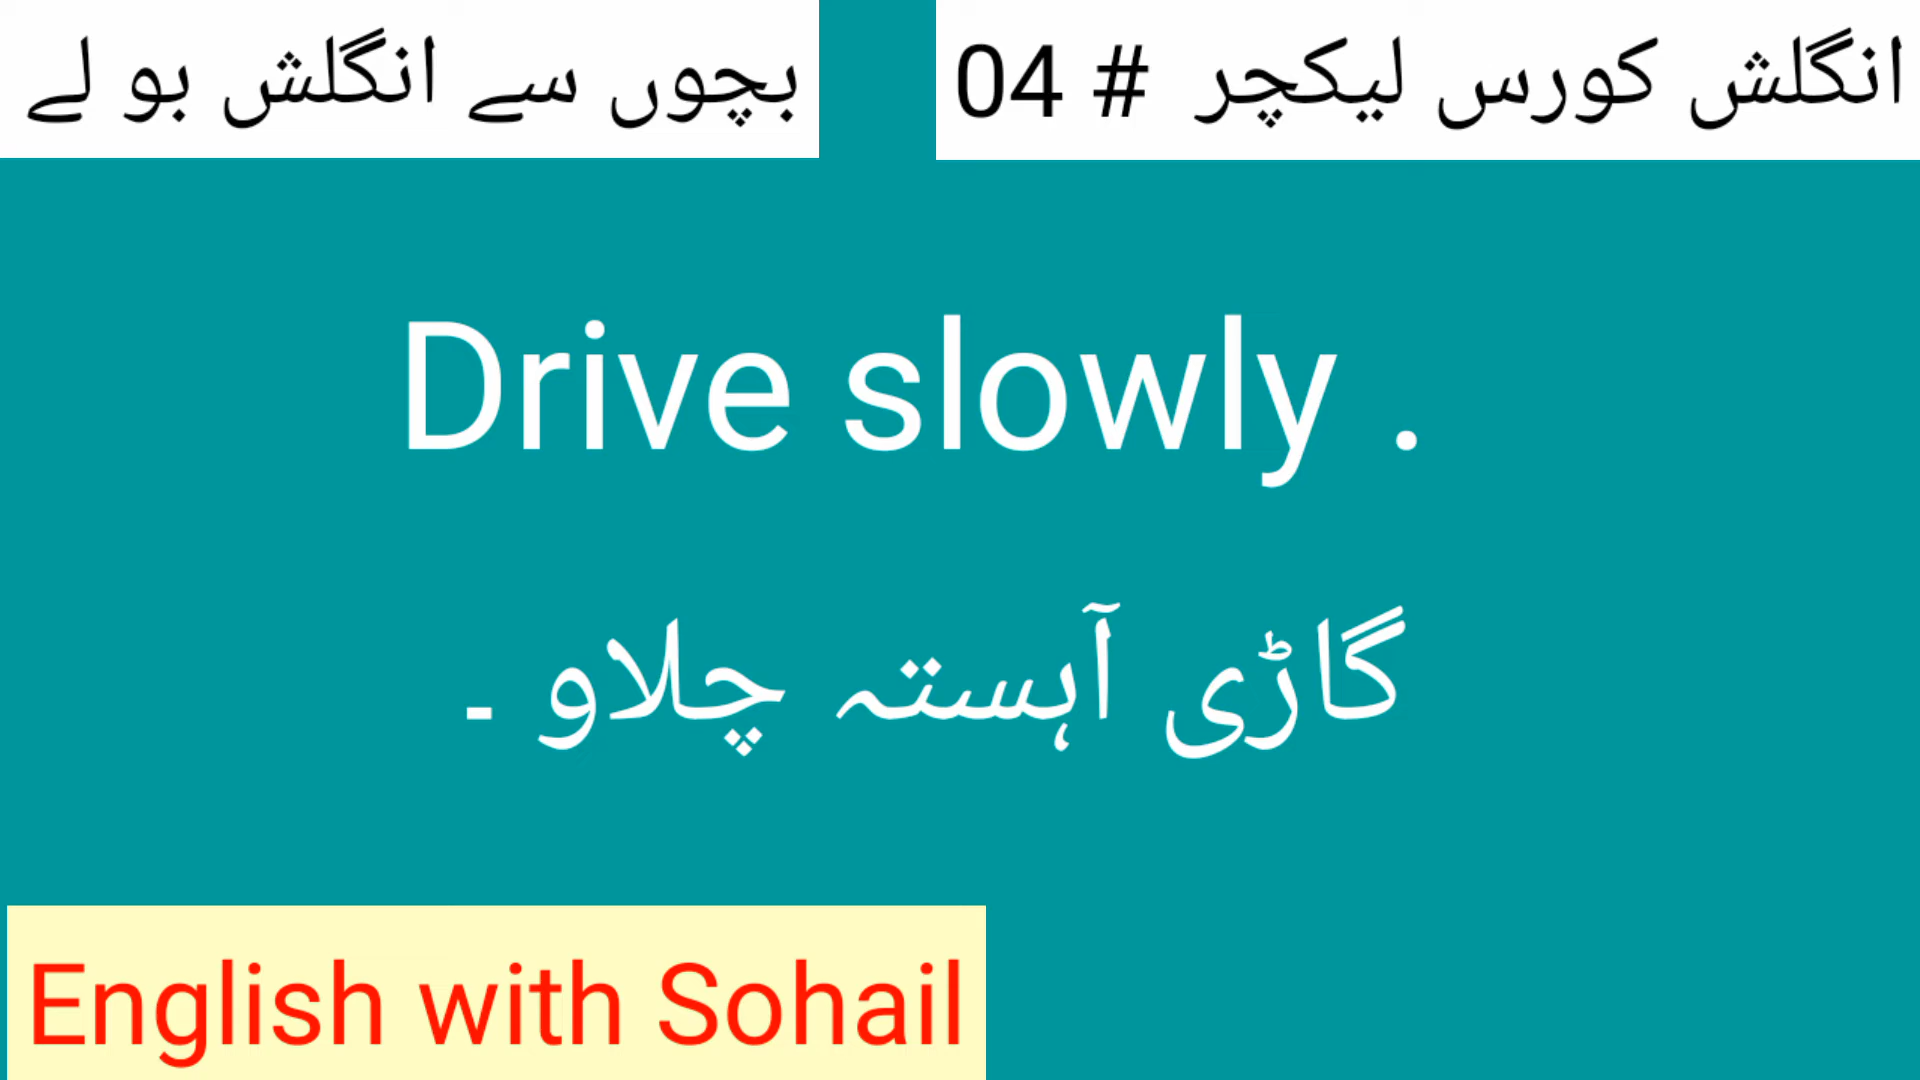 انگلش کورس لیکچر # 04
بچوں سے انگلش بو لے
Drive slowly .
گاڑی آہستہ چلاو ۔
English with Sohail